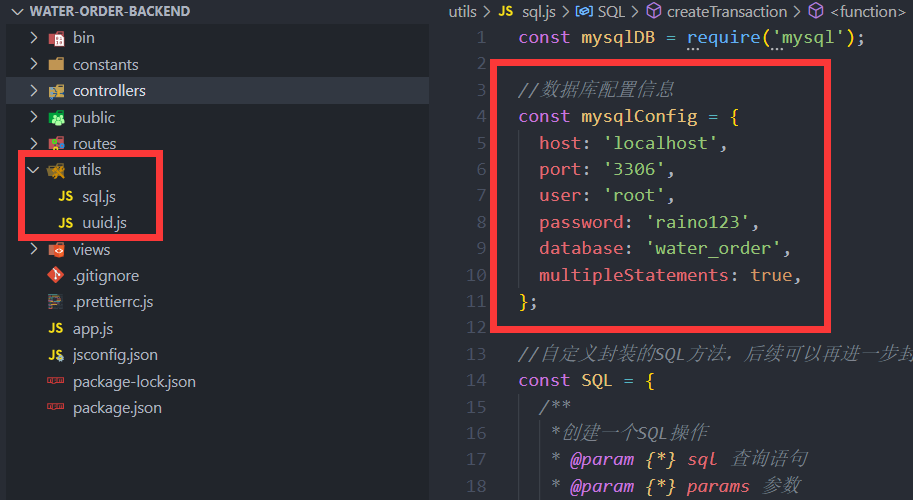 WATER-ORDER-BACKEND
bin
constants
controllers
public
routes
utils
JS sql.js
JS uuid.js
views
.gitignore
.prettierrc.js
JS app.js
JS jsconfig.json
package-lock.json
package.json
utils > JS sql.js > SQL > createTransaction > <function>
1 const mysqlDB = require('mysql');
2
3 //数据库配置信息
4 const mysqlConfig = {
5 host: 'localhost',
6 port: '3306',
7 user: 'root',
8 password: 'raino123',
9 database: 'water_order',
10 multipleStatements: true,
11 };
12
13 //自定义封装的SQL方法，后续可以再进一步封
14 const SQL = {
15 /**
16 *创建一个SQL操作
17 * @param {*} sql 查询语句
18 * @param {*} params 参数